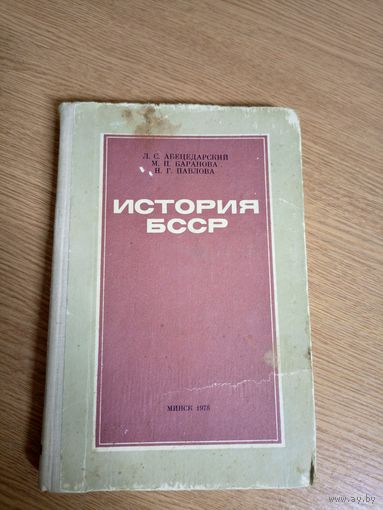 Л. С. АБЕЦЕДАРСКИЙ
М. П. БАРАНОВА
Н. Г. ПАВЛОВА
ИСТОРИЯ
БССР
МИНСК 1978
www.ay.by